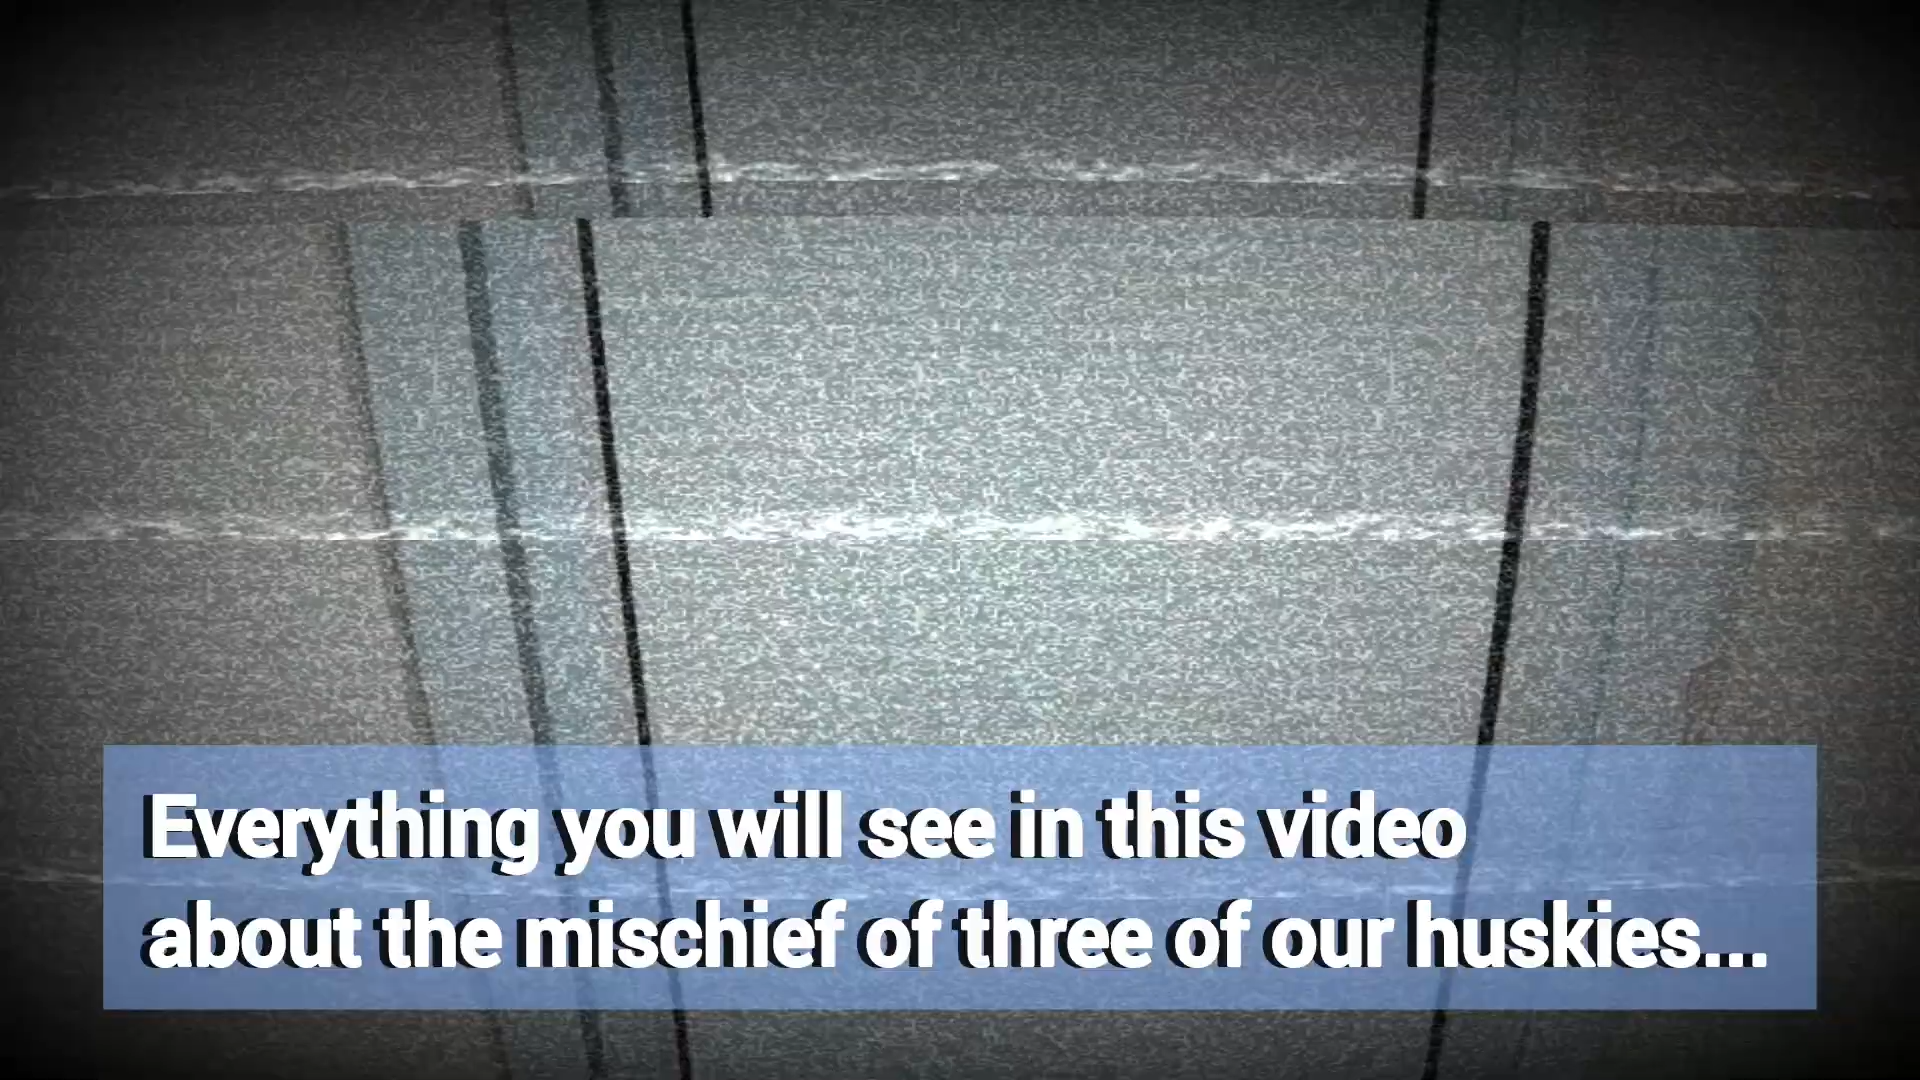 Everything you will see in this video
about the mischief of three of our huskies...